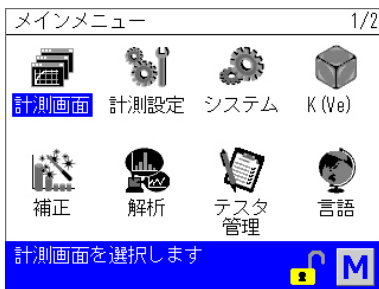 メインメニュー 1/2
計測画面 計測設定 システム K(Ve)
補正 解析 テスタ 言語
管理
計測画面を選択します M